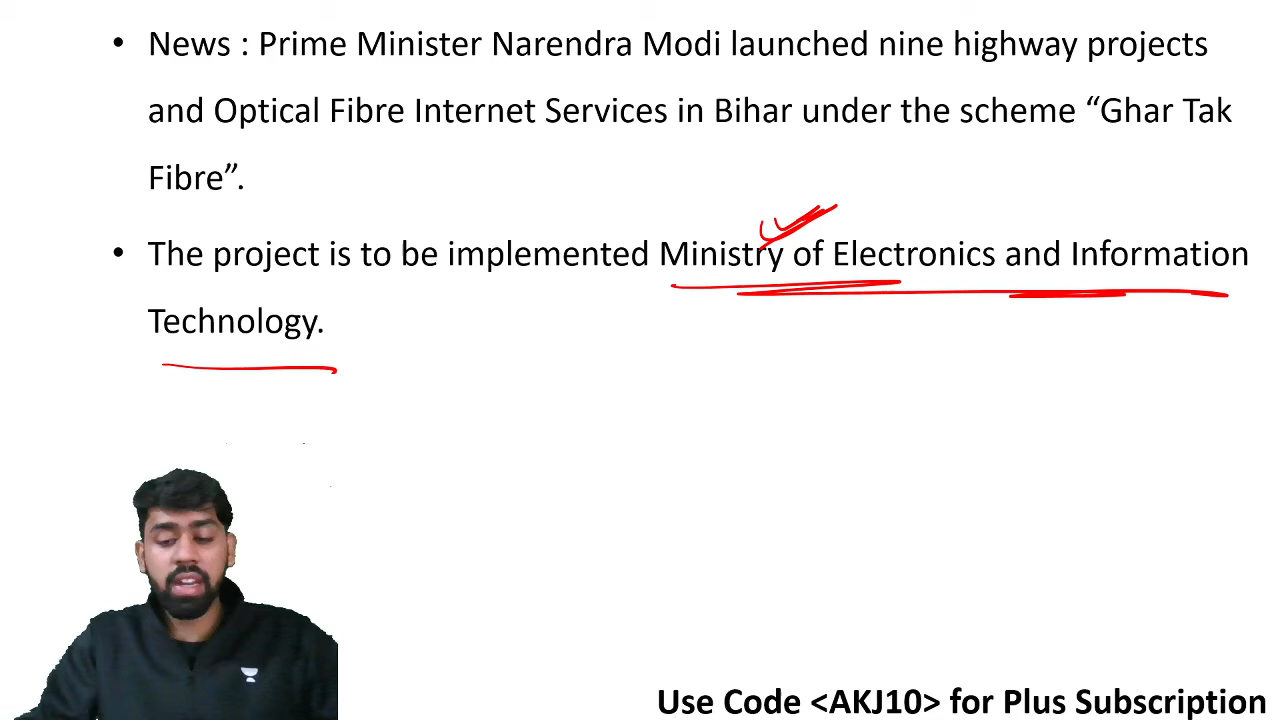 • News : Prime Minister Narendra Modi launched nine highway projects
and Optical Fibre Internet Services in Bihar under the scheme “Ghar Tak
Fibre”.
• The project is to be implemented Ministry of Electronics and Information
Technology.
Use Code <AKJ10> for Plus Subscription